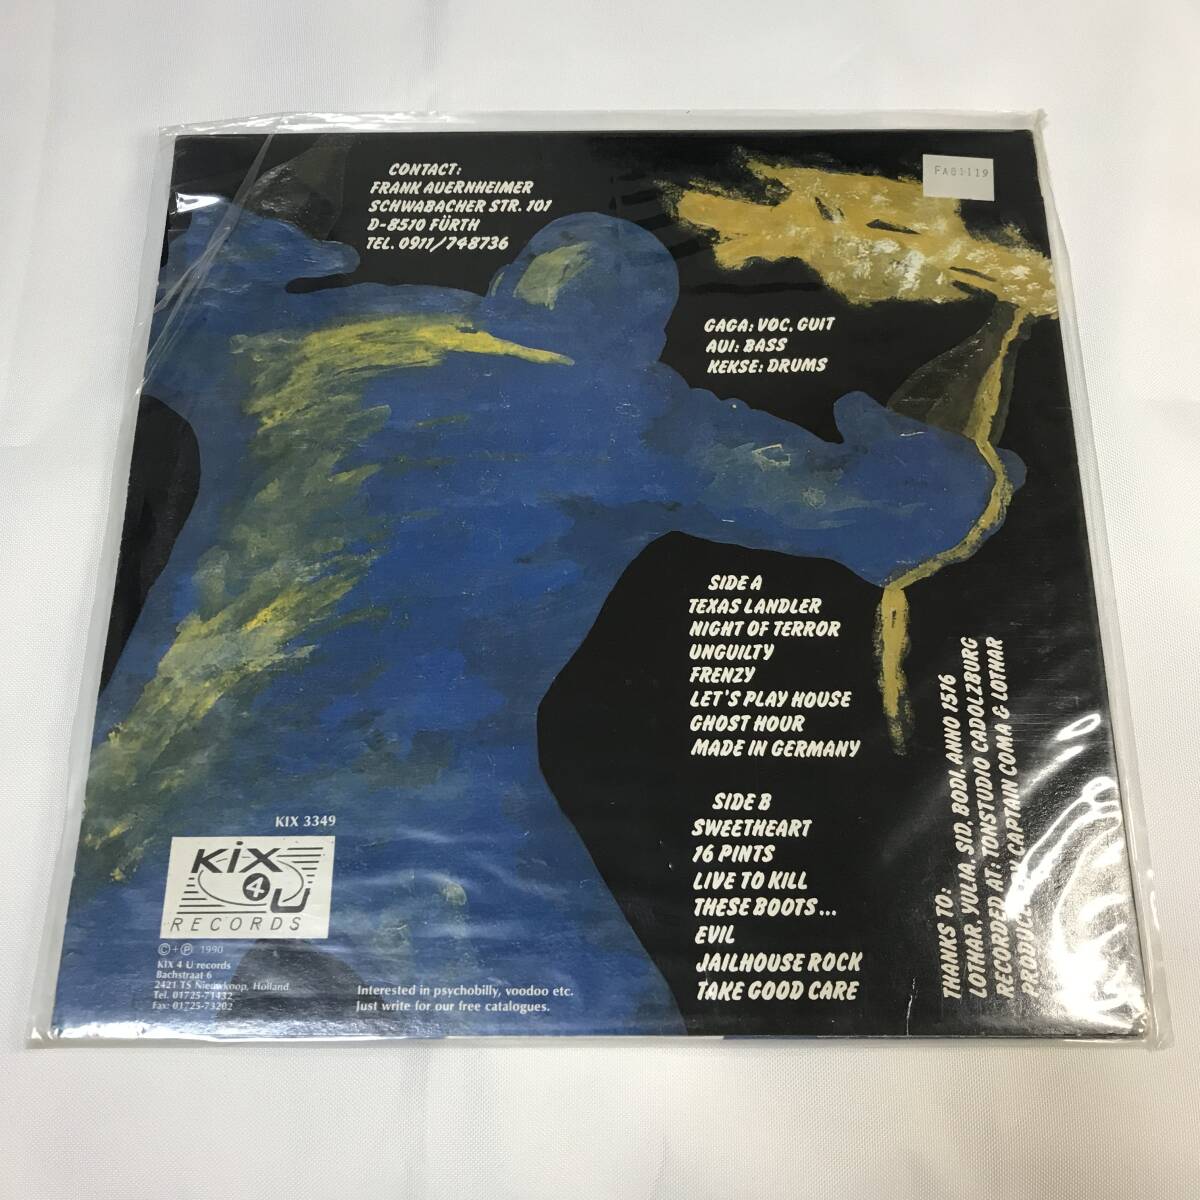 CONTACT:
FRANK AUERNHEIMER
SCHWABACHER STR. 101
D-8510 FÜRTH
TEL. 0911/748736
FA01119
GAGA: VOC, GUIT
AUI: BASS
KEKSE: DRUMS
SIDE A
TEXAS LANDLER
NIGHT OF TERROR
UNGUILTY
FRENZY
LET'S PLAY HOUSE
GHOST HOUR
MADE IN GERMANY
SIDE B
SWEETHEART
16 PINTS
LIVE TO KILL
THESE BOOTS...
EVIL
JAILHOUSE ROCK
TAKE GOOD CARE
THANKS TO:
LOTHAR, YULIA, SID, BODI, ANNO 1516
RECORDED AT: TONSTUDIO CADOLZBURG
CAPTAIN COMA & LOTHAR
KIX 3349
KiX
4 U
RECORDS
©+℗ 1990
KIX 4 U records
Bachstraat 6
2421 TS Nieuwkoop, Holland.
Tel. 01725-71432
Fax: 01725-73202
Interested in psychobilly, voodoo etc.
Just write for our free catalogues.